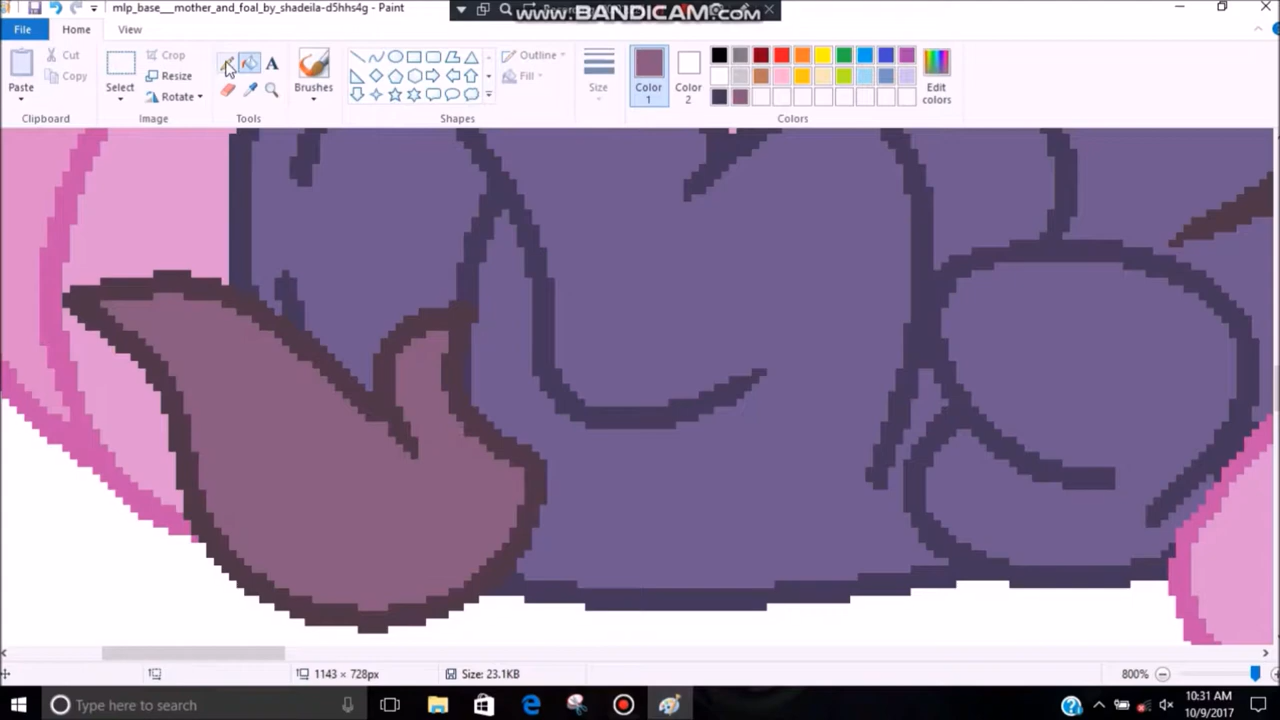 mlp_base___mother_and_foal_by_shadeila-d5hhs4g - Paint
www.BANDICAM.com
File
Home
View
Paste
Cut
Copy
Clipboard
Select
Crop
Resize
Rotate
Image
A
Tools
Brushes
Shapes
Outline
Fill
Size
Color
1
Color
2
Edit
colors
Colors
1143 × 728px
Size: 23.1KB
800%
Type here to search
10:31 AM
10/9/2017